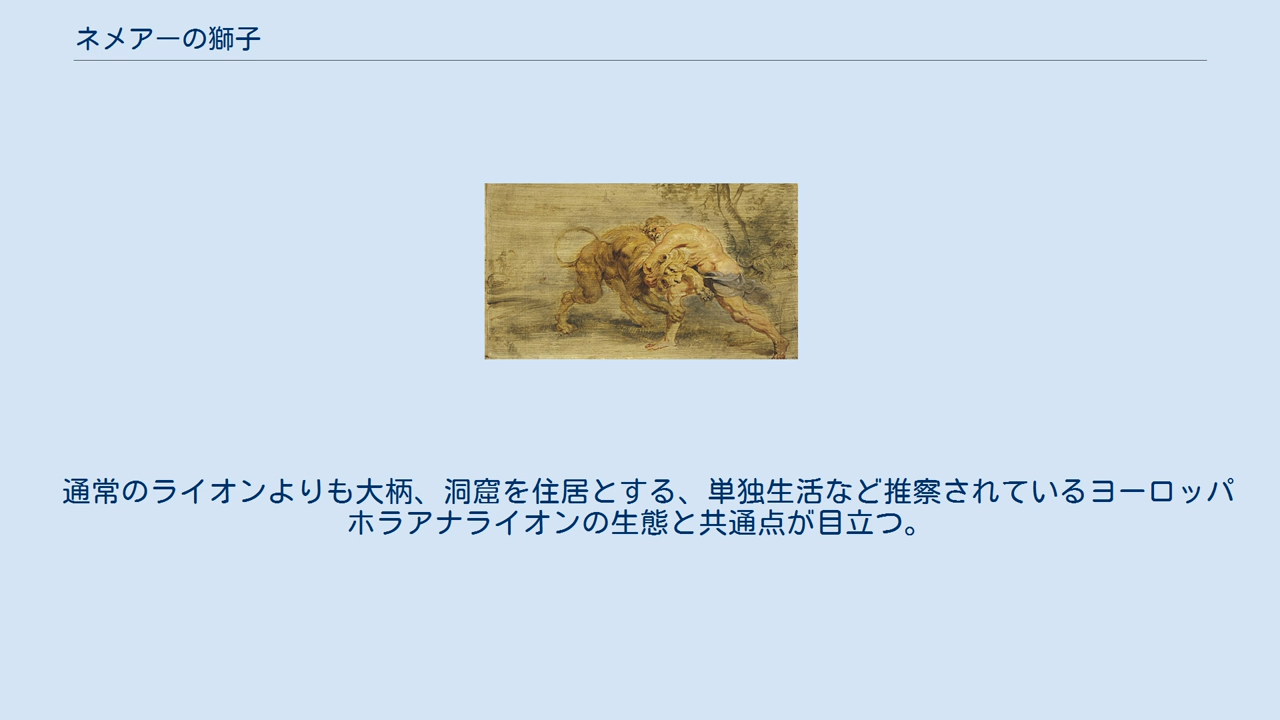 ネメアーの獅子
通常のライオンよりも大柄、洞窟を住居とする、単独生活など推察されているヨーロッパ
ホラアナライオンの生態と共通点が目立つ。